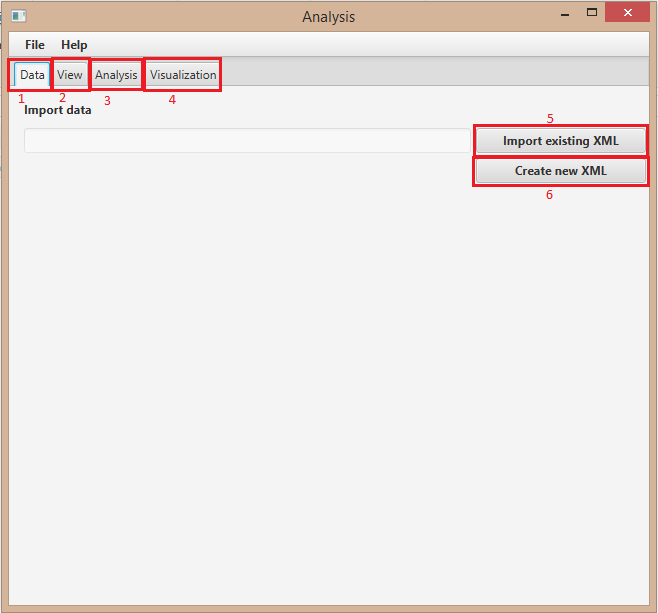 Analysis
File Help
Data View Analysis Visualization
1 2 3 4
Import data
5
Import existing XML
Create new XML
6